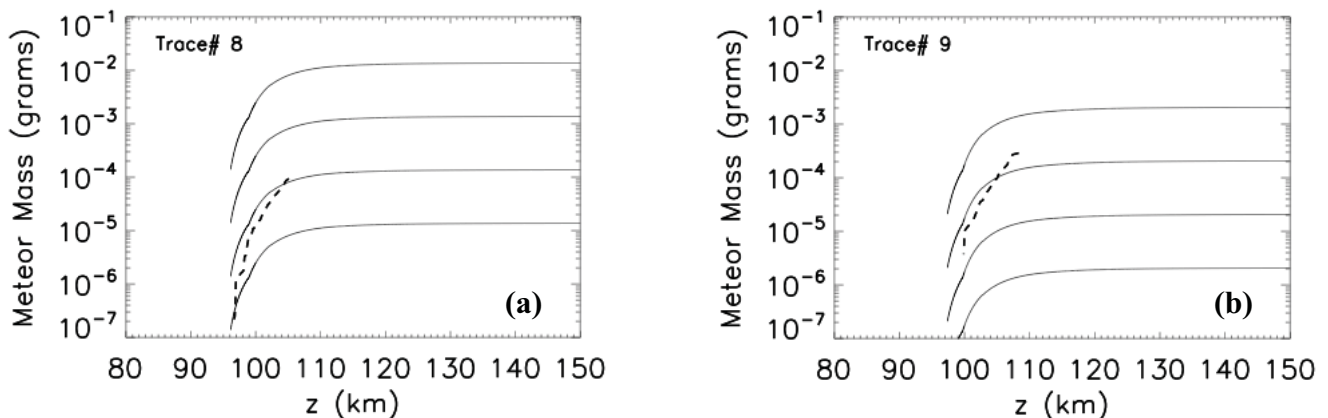 Meteor Mass (grams)
10⁻¹
10⁻²
10⁻³
10⁻⁴
10⁻⁵
10⁻⁶
10⁻⁷
Trace# 8
(a)
80 90 100 110 120 130 140 150
z (km)
Meteor Mass (grams)
10⁻¹
10⁻²
10⁻³
10⁻⁴
10⁻⁵
10⁻⁶
10⁻⁷
Trace# 9
(b)
80 90 100 110 120 130 140 150
z (km)